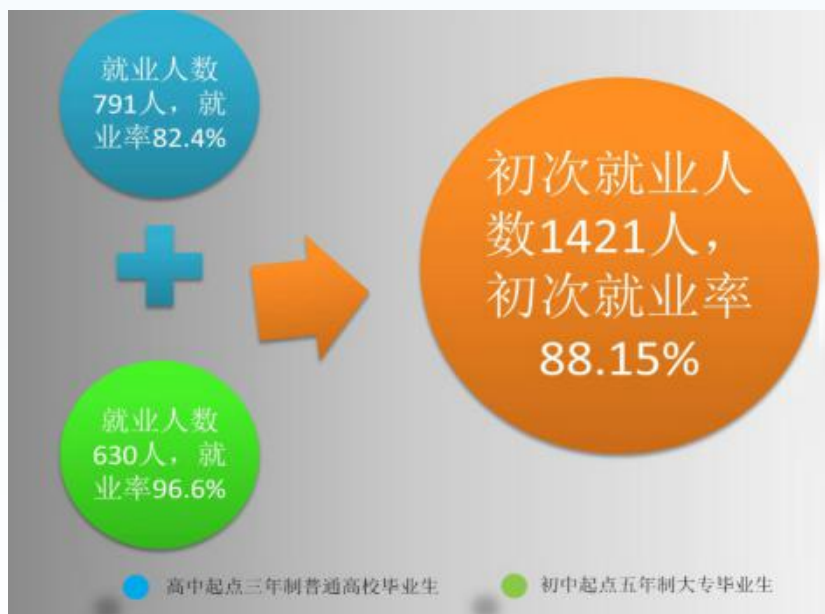 就业人数
791人，就
业率82.4%
初次就业人
数1421人，
初次就业率
88.15%
就业人数
630人，就
业率96.6%
高中起点三年制普通高校毕业生
初中起点五年制大专毕业生